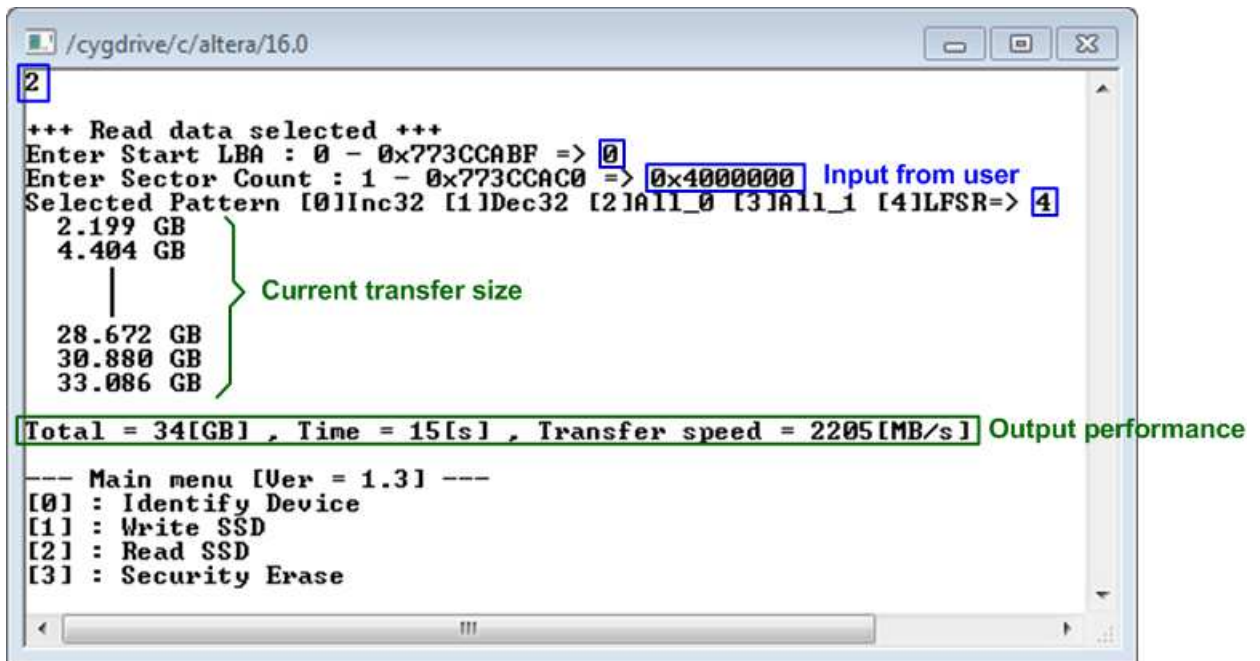 /cygdrive/c/altera/16.0
2
+++ Read data selected +++
Enter Start LBA : 0 - 0x773CCABF => 0
Enter Sector Count : 1 - 0x773CCAC0 => 0x4000000 Input from user
Selected Pattern [0]Inc32 [1]Dec32 [2]All_0 [3]All_1 [4]LFSR=> 4
2.199 GB
4.404 GB
Current transfer size
28.672 GB
30.880 GB
33.086 GB
Total = 34[GB] , Time = 15[s] , Transfer speed = 2205[MB/s] Output performance
--- Main menu [Ver = 1.3] ---
[0] : Identify Device
[1] : Write SSD
[2] : Read SSD
[3] : Security Erase